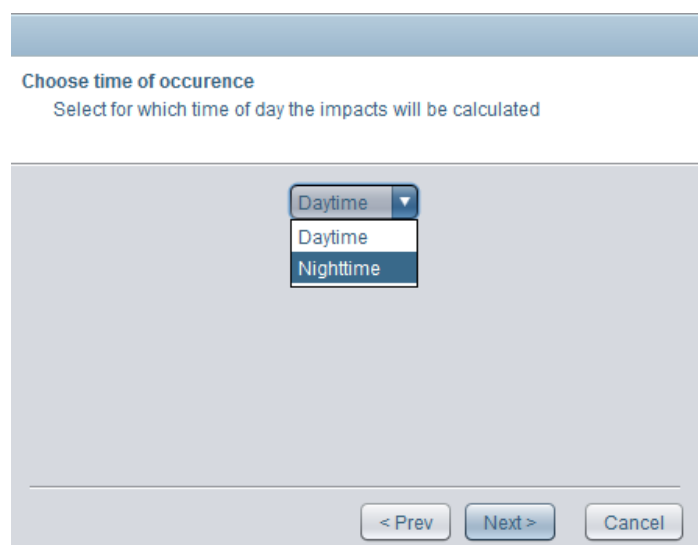 Choose time of occurence
Select for which time of day the impacts will be calculated
Daytime
Daytime
Nighttime
< Prev
Next >
Cancel